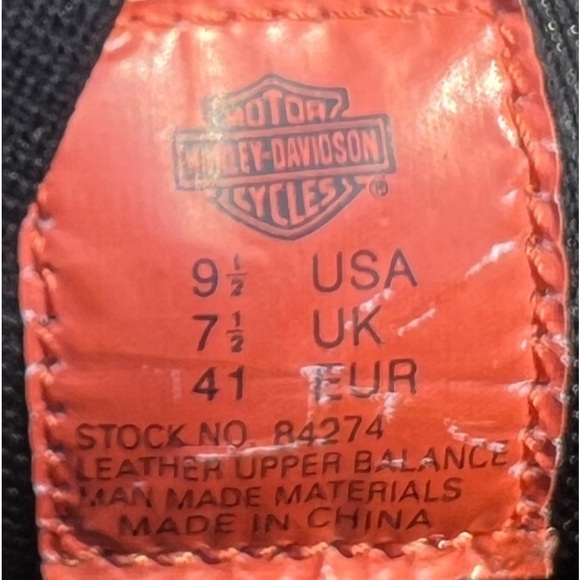 MOTOR
HARLEY-DAVIDSON
CYCLES ®
9 1/2 USA
7 1/2 UK
41 EUR
STOCK NO. 84274
LEATHER UPPER BALANCE
MAN MADE MATERIALS
MADE IN CHINA